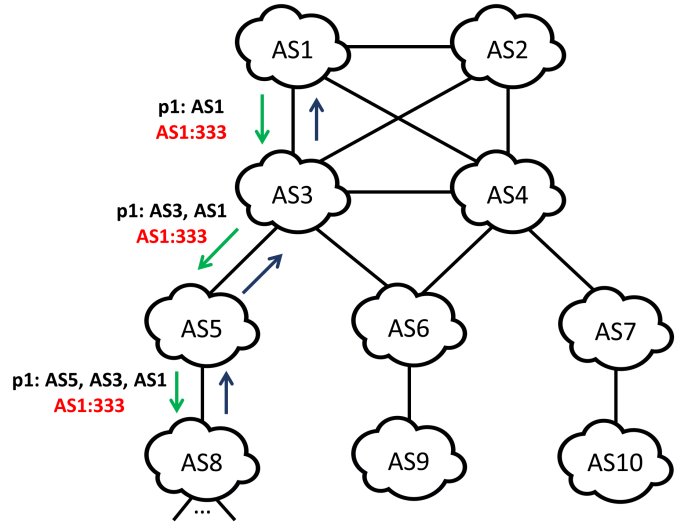 AS1
AS2
p1: AS1
AS1:333
AS3
AS4
p1: AS3, AS1
AS1:333
AS5
AS6
AS7
p1: AS5, AS3, AS1
AS1:333
AS8
AS9
AS10
...